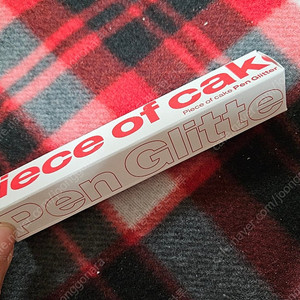 iece of cak
Piece of cake Pen Glitter
Pen Glitte